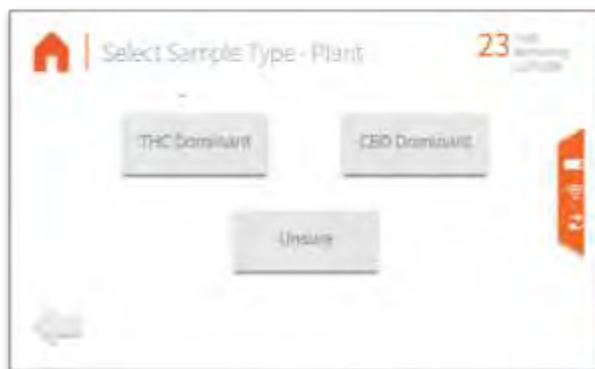 Select Sample Type - Plant
23
THC Dominant
CBD Dominant
Unsure